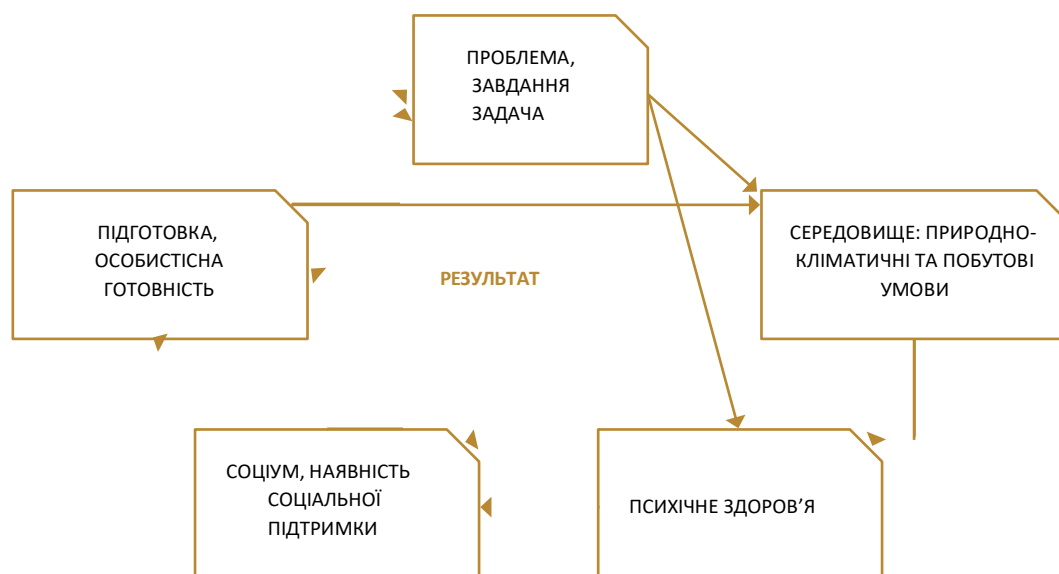 ПРОБЛЕМА,
ЗАВДАННЯ
ЗАДАЧА
ПІДГОТОВКА,
ОСОБИСТІСНА
ГОТОВНІСТЬ
РЕЗУЛЬТАТ
СЕРЕДОВИЩЕ: ПРИРОДНО-
КЛІМАТИЧНІ ТА ПОБУТОВІ
УМОВИ
СОЦІУМ, НАЯВНІСТЬ
СОЦІАЛЬНОЇ
ПІДТРИМКИ
ПСИХІЧНЕ ЗДОРОВ’Я